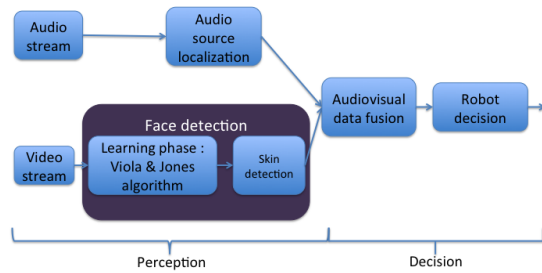 Audio
stream
Audio
source
localization
Audiovisual
data fusion
Robot
decision
Face detection
Video
stream
Learning phase :
Viola & Jones
algorithm
Skin
detection
Perception
Decision